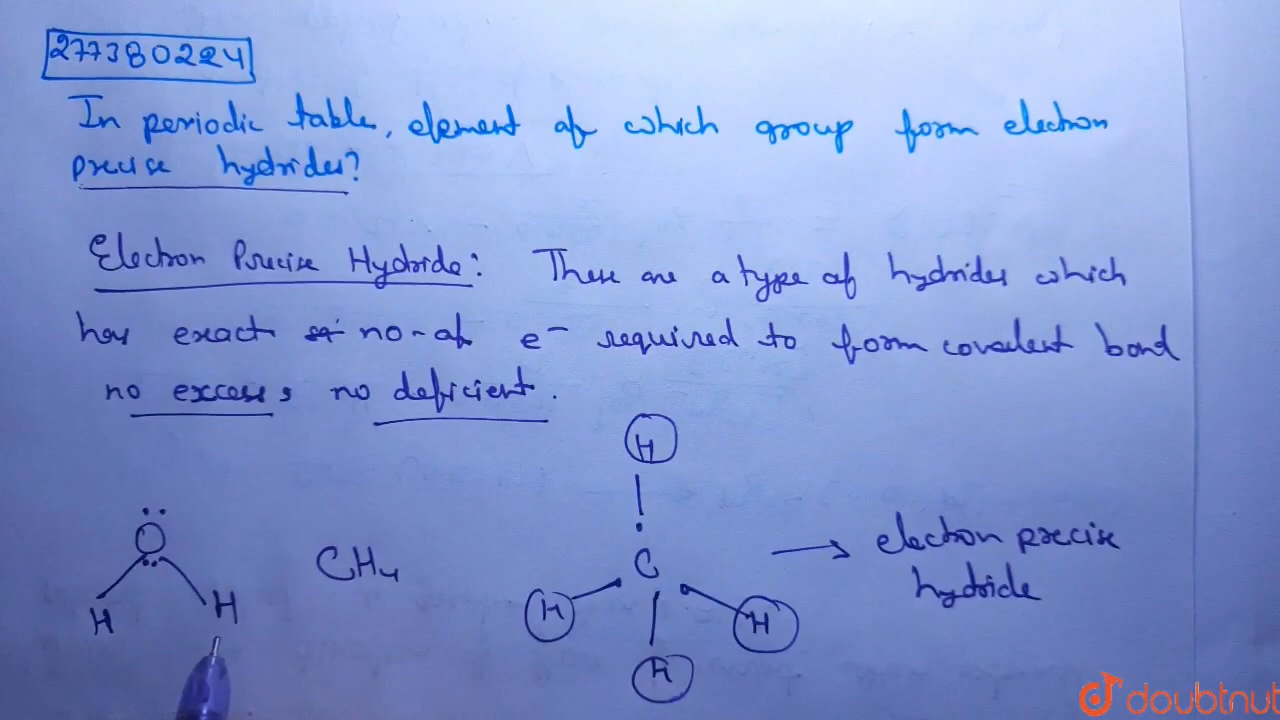 277380224
In periodic table, element of which group form electron
precise hydrides?
Electron Precise Hydride: These are a type of hydrides which
has exact no. of e⁻ required to form covalent bond
no excess, no deficient.
H
O
H H
CH4
C
H H
H
→ electron precise
hydride
doubtnut